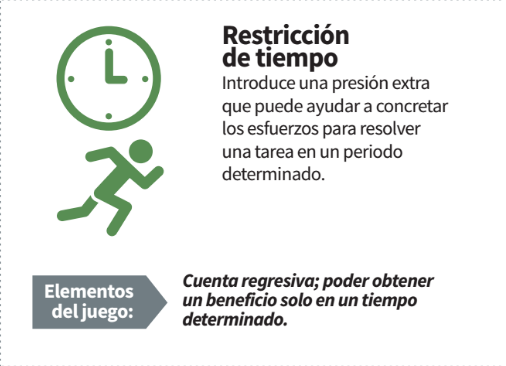 Restricción
de tiempo
Introduce una presión extra
que puede ayudar a concretar
los esfuerzos para resolver
una tarea en un periodo
determinado.
Elementos
del juego:
Cuenta regresiva; poder obtener
un beneficio solo en un tiempo
determinado.